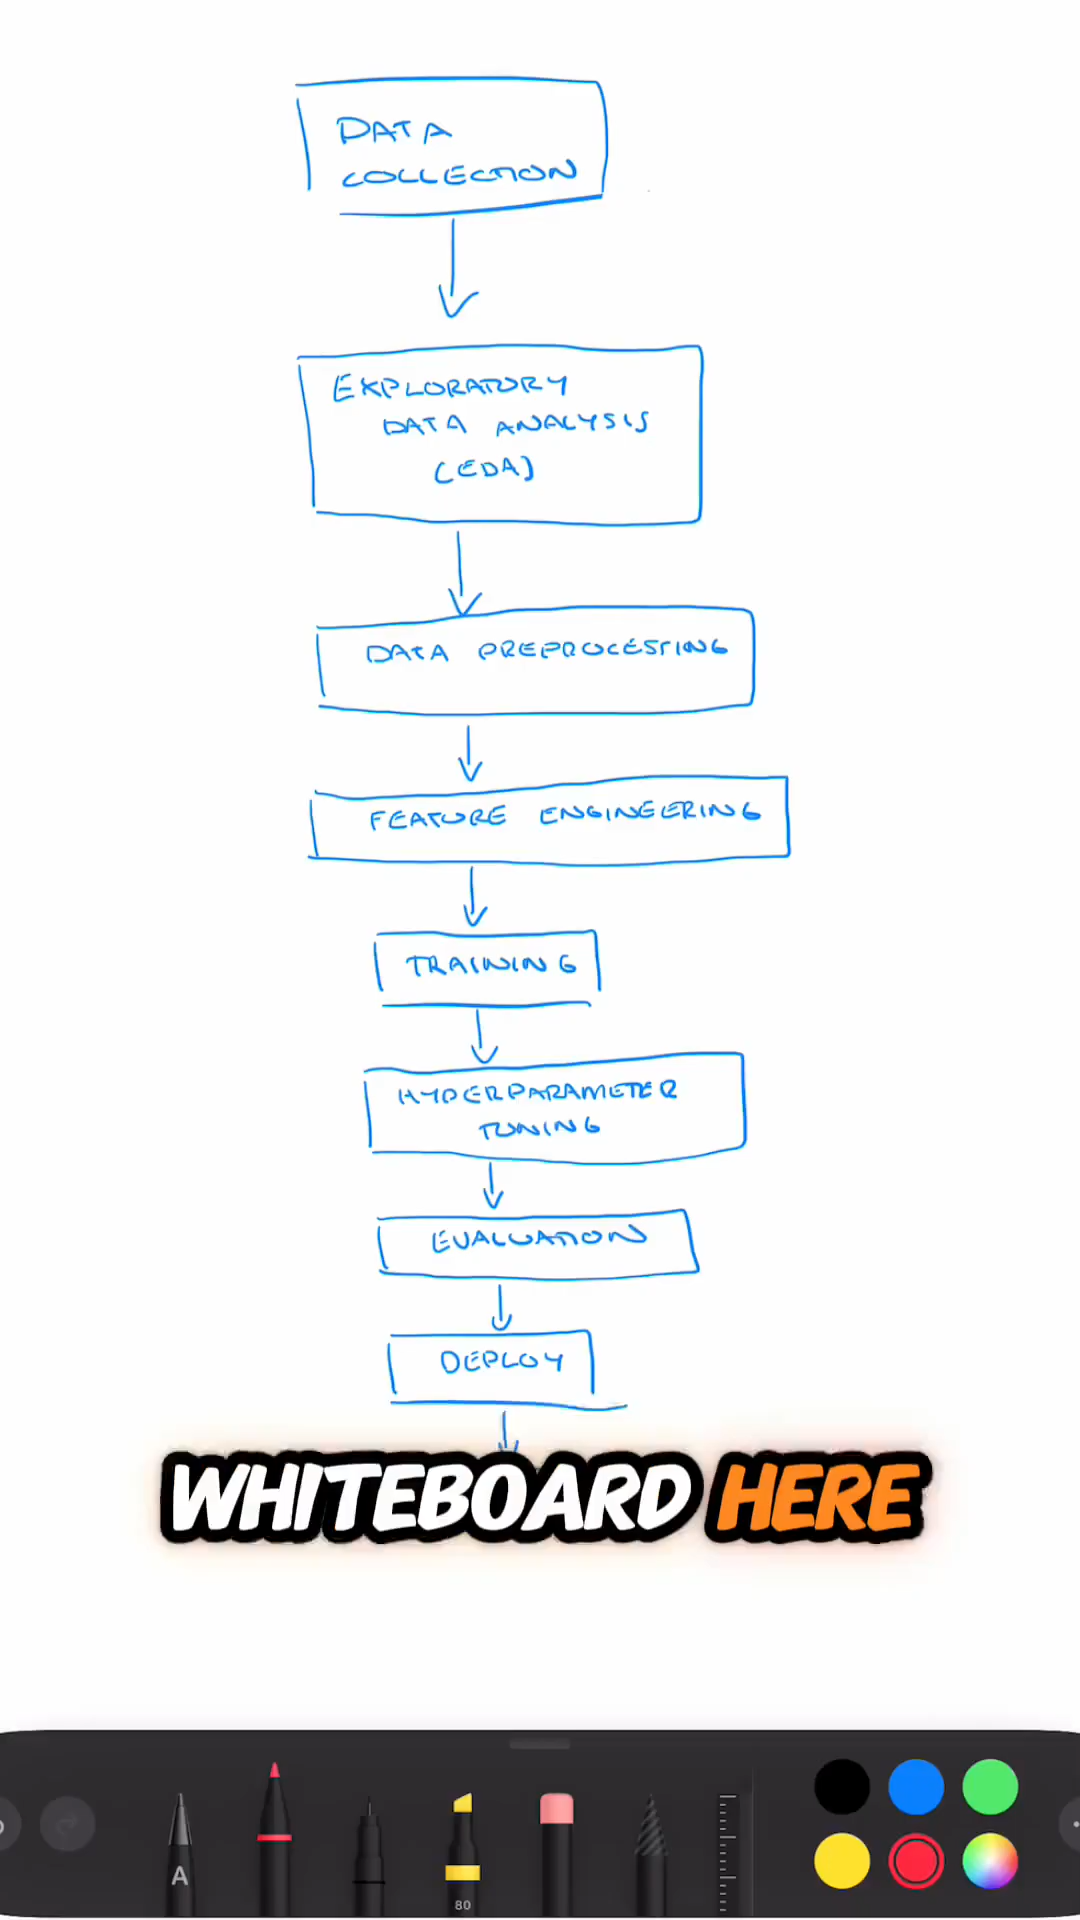 DATA
COLLECTION
EXPLORATORY
DATA ANALYSIS
(EDA)
DATA PREPROCESSING
FEATURE ENGINEERING
TRAINING
HYPERPARAMETER
TUNING
EVALUATION
DEPLOY
WHITEBOARD HERE
A
80